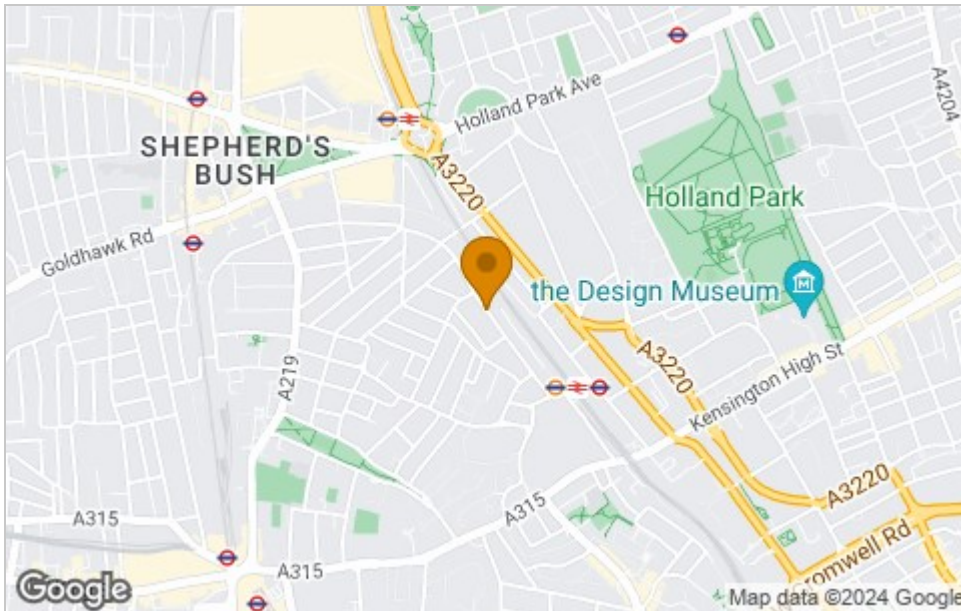 A4204
Holland Park Ave
SHEPHERD'S
BUSH
A3220
Holland Park
Goldhawk Rd
the Design Museum
M
A3220
Kensington High St
A219
A3220
A315
A315
A315
Cromwell Rd
Google
Map data ©2024 Google